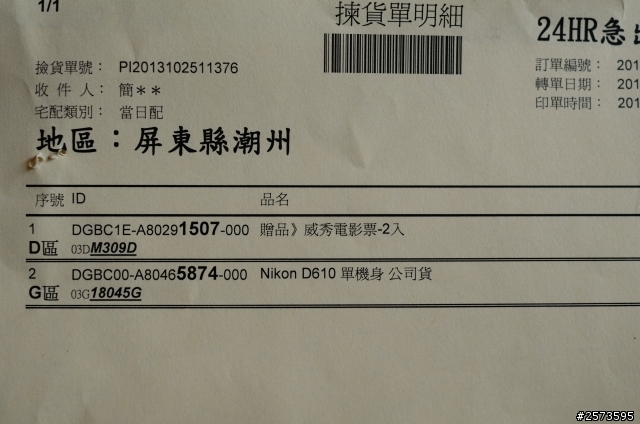 1/1
揀貨單明細
24HR急
撿貨單號： PI2013102511376
收 件 人： 簡＊＊
宅配類別： 當日配
地區：屏東縣潮州
訂單編號： 201
轉單日期： 201
印單時間： 201
序號 ID 品名
1 DGBC1E-A80291507-000 贈品》威秀電影票-2入
D區 03DM309D
2 DGBC00-A80465874-000 Nikon D610 單機身 公司貨
G區 03G18045G
#2573595